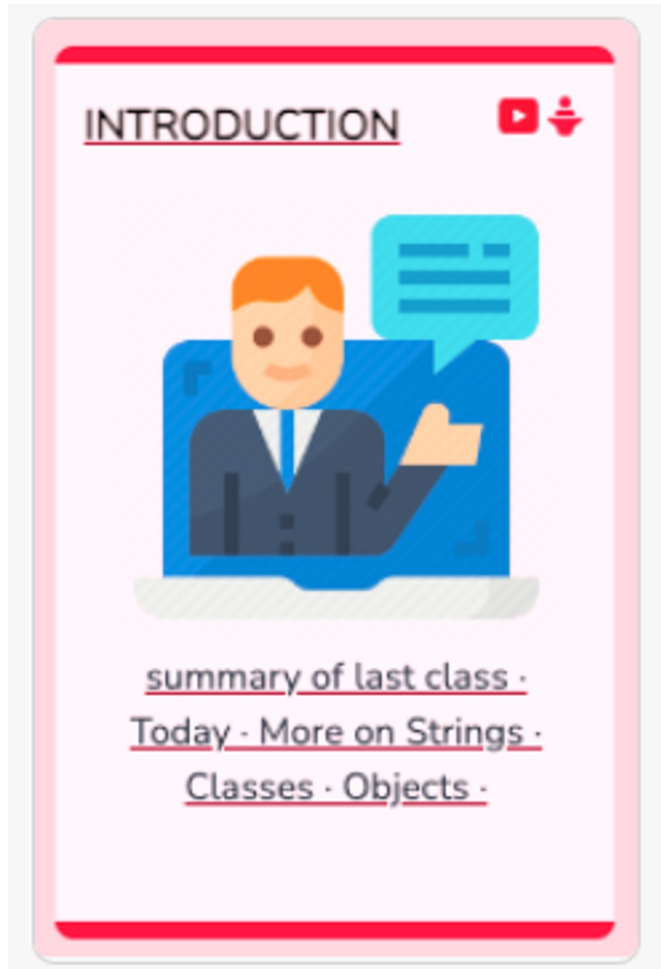 INTRODUCTION
summary of last class ·
Today · More on Strings ·
Classes · Objects ·